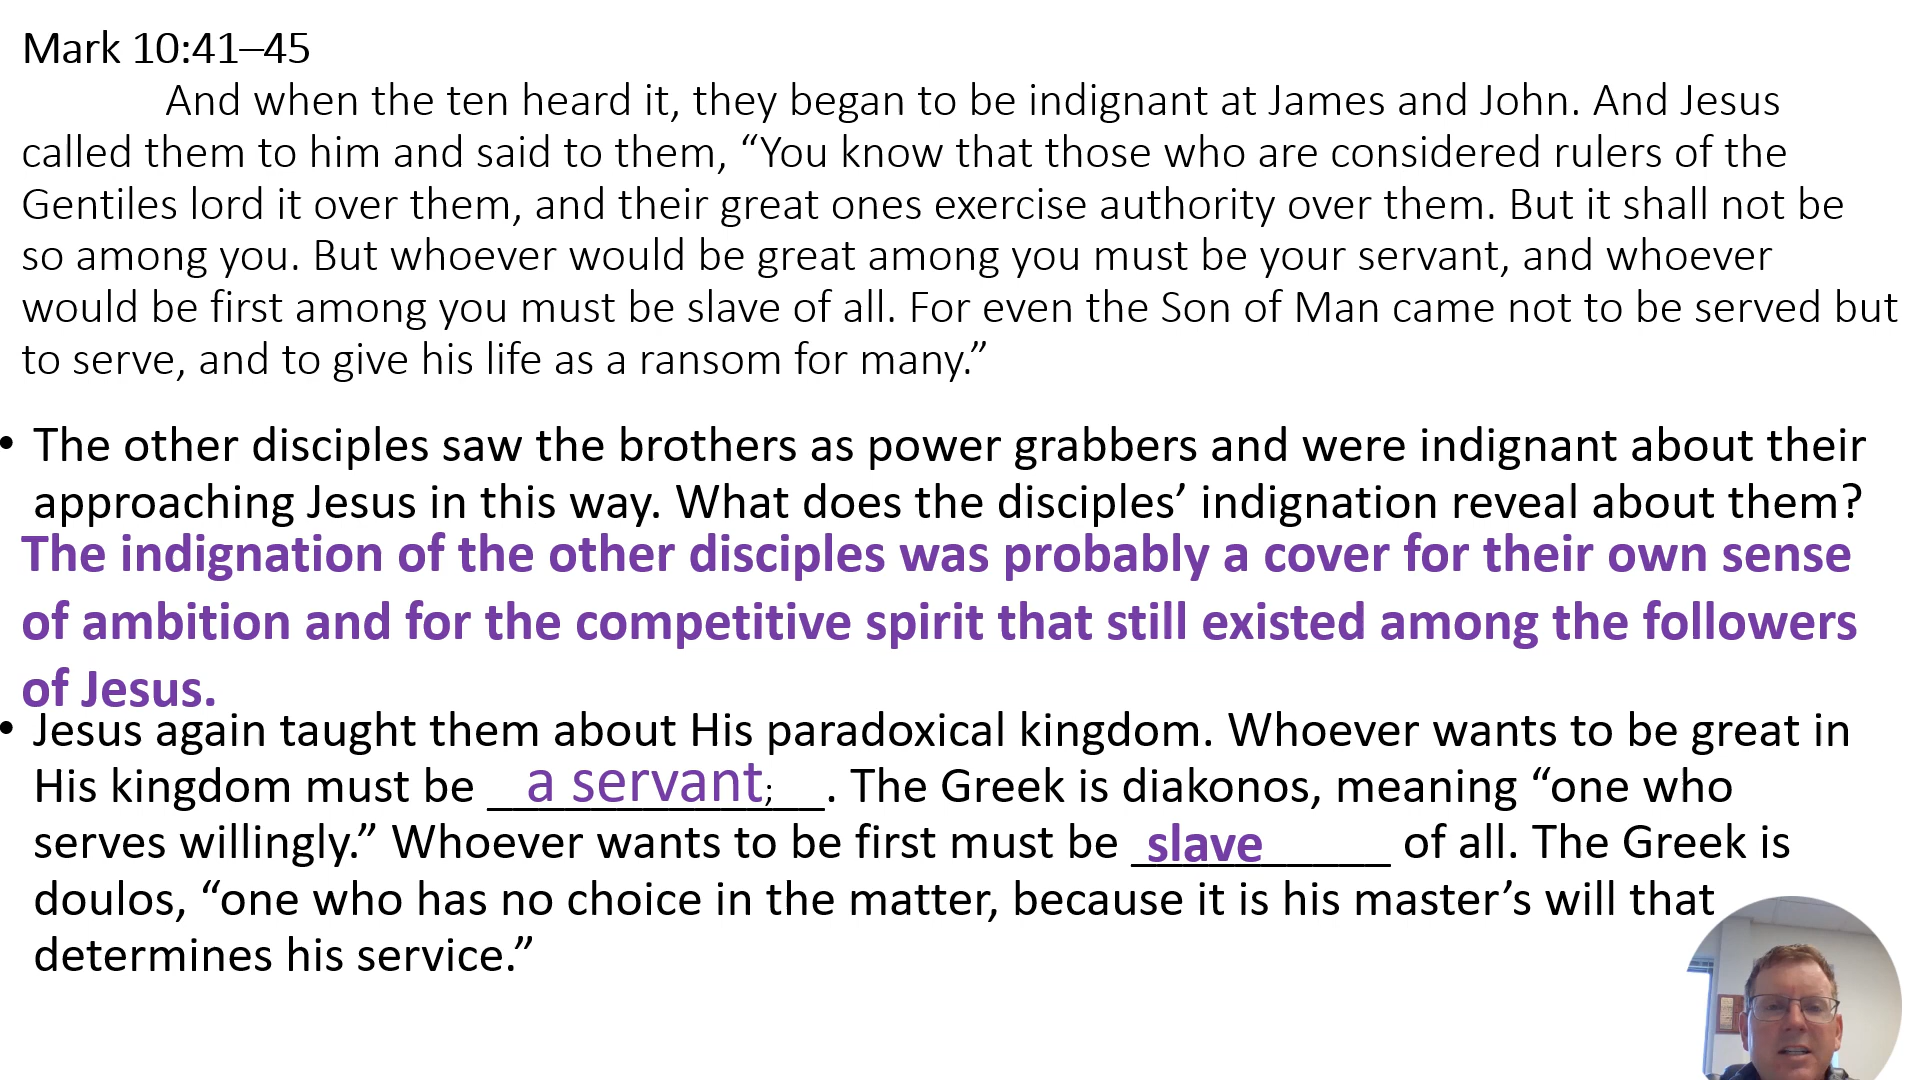 Mark 10:41–45
And when the ten heard it, they began to be indignant at James and John. And Jesus
called them to him and said to them, “You know that those who are considered rulers of the
Gentiles lord it over them, and their great ones exercise authority over them. But it shall not be
so among you. But whoever would be great among you must be your servant, and whoever
would be first among you must be slave of all. For even the Son of Man came not to be served but
to serve, and to give his life as a ransom for many.”
• The other disciples saw the brothers as power grabbers and were indignant about their
approaching Jesus in this way. What does the disciples’ indignation reveal about them?
The indignation of the other disciples was probably a cover for their own sense
of ambition and for the competitive spirit that still existed among the followers
of Jesus.
• Jesus again taught them about His paradoxical kingdom. Whoever wants to be great in
His kingdom must be a servant;. The Greek is diakonos, meaning “one who
serves willingly.” Whoever wants to be first must be slave of all. The Greek is
doulos, “one who has no choice in the matter, because it is his master’s will that
determines his service.”